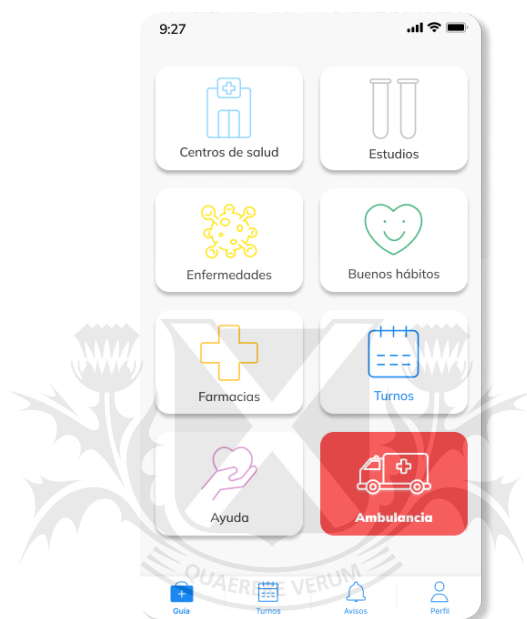 9:27
Centros de salud
Estudios
Enfermedades
Buenos hábitos
Farmacias
Turnos
Ayuda
Ambulancia
QUAERERE VERUM
Guia
Turnos
Avisos
Perfil